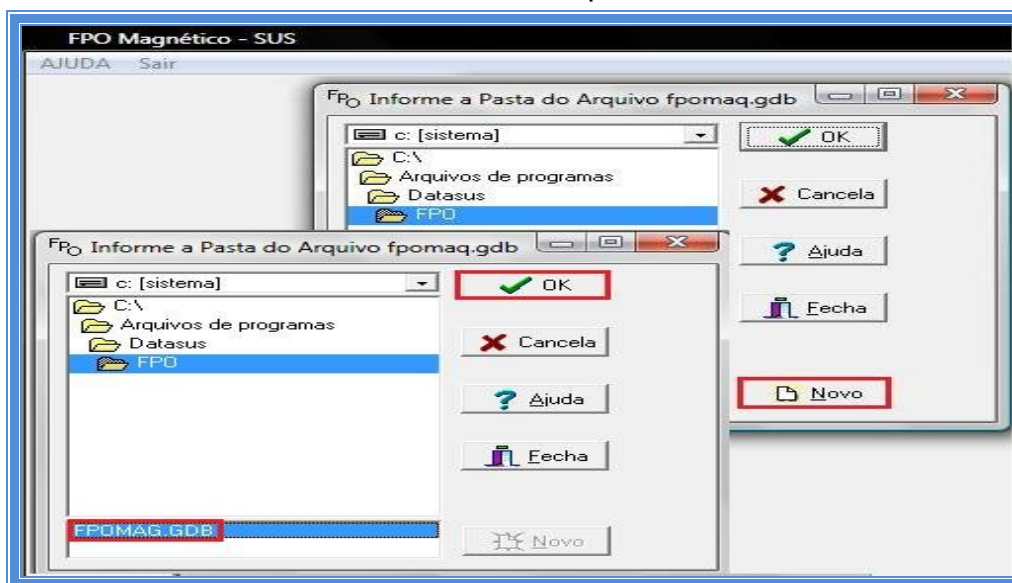 FPO Magnético - SUS
AJUDA Sair
FPO Informe a Pasta do Arquivo fpomaq.gdb
c: [sistema]
OK
C:\
Arquivos de programas
Datasus
FPO
Cancela
Ajuda
Fecha
Novo
FPO Informe a Pasta do Arquivo fpomaq.gdb
c: [sistema]
OK
C:\
Arquivos de programas
Datasus
FPO
Cancela
Ajuda
Fecha
FPOMAG.GDB
Novo